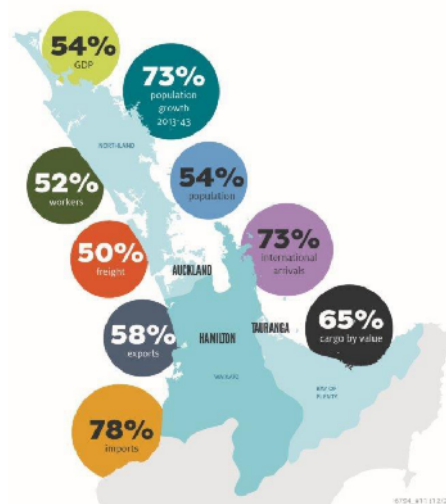 54%
GDP
73%
population
growth
2013-43
NORTHLAND
52%
workers
54%
population
50%
freight
AUCKLAND
73%
international
arrivals
58%
exports
HAMILTON
TAURANGA
65%
cargo by value
WAIKATO
BAY OF
PLENTY
78%
imports